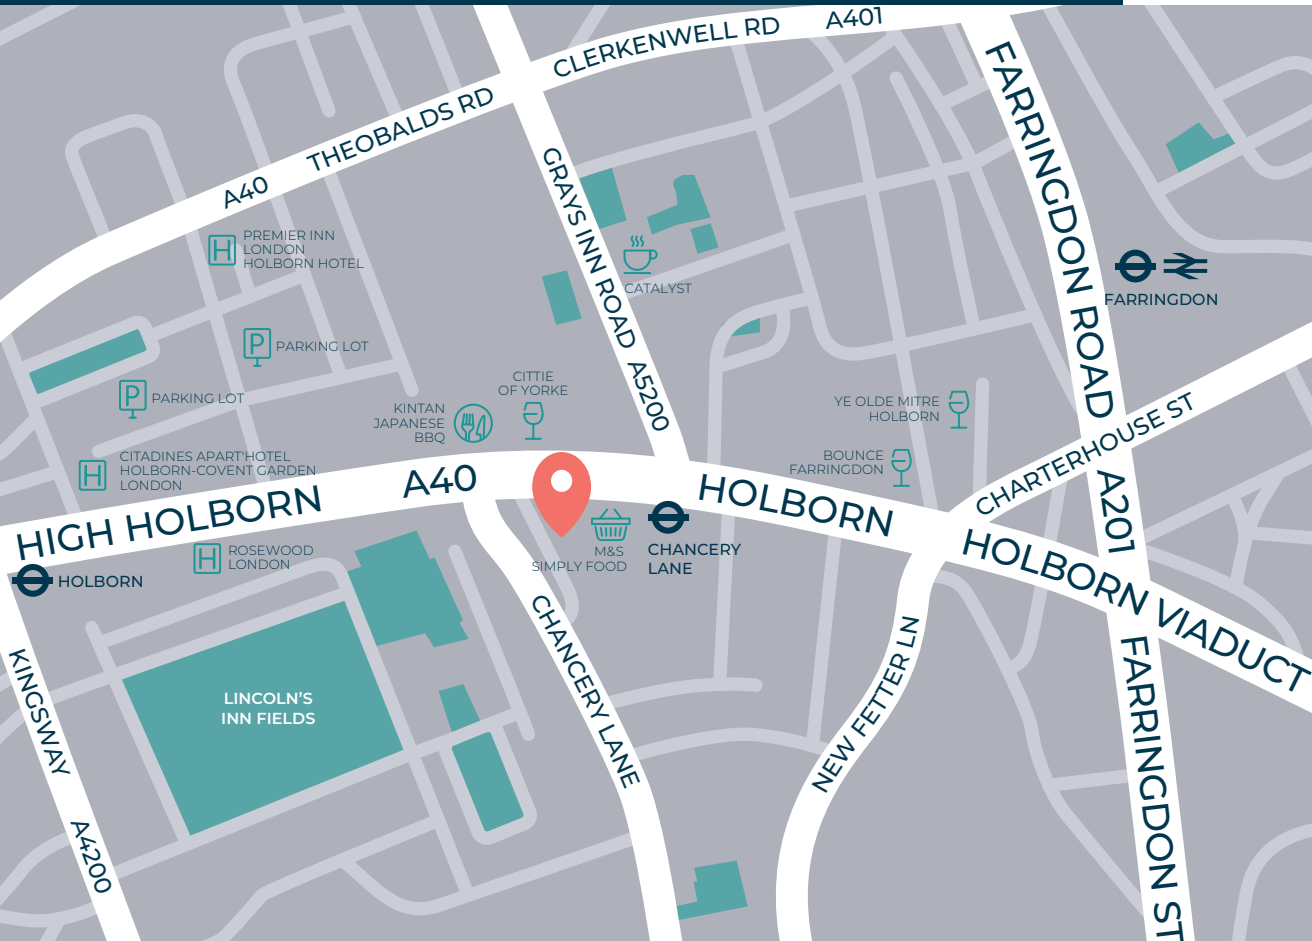 A401
CLERKENWELL RD
THEOBALDS RD
A40
FARRINGDON ROAD
GRAYS INN ROAD
A5200
H
PREMIER INN
LONDON
HOLBORN HOTEL
CATALYST
FARRINGDON
P
PARKING LOT
P
PARKING LOT
CITTIE
OF YORKE
KINTAN
JAPANESE
BBQ
YE OLDE MITRE
HOLBORN
BOUNCE
FARRINGDON
CHARTERHOUSE ST
H
CITADINES APART'HOTEL
HOLBORN-COVENT GARDEN
LONDON
HIGH HOLBORN
A40
HOLBORN
A201
HOLBORN VIADUCT
M&S
SIMPLY FOOD
CHANCERY
LANE
H
ROSEWOOD
LONDON
HOLBORN
KINGSWAY
A4200
LINCOLN’S
INN FIELDS
CHANCERY LANE
NEW FETTER LN
FARRINGDON ST